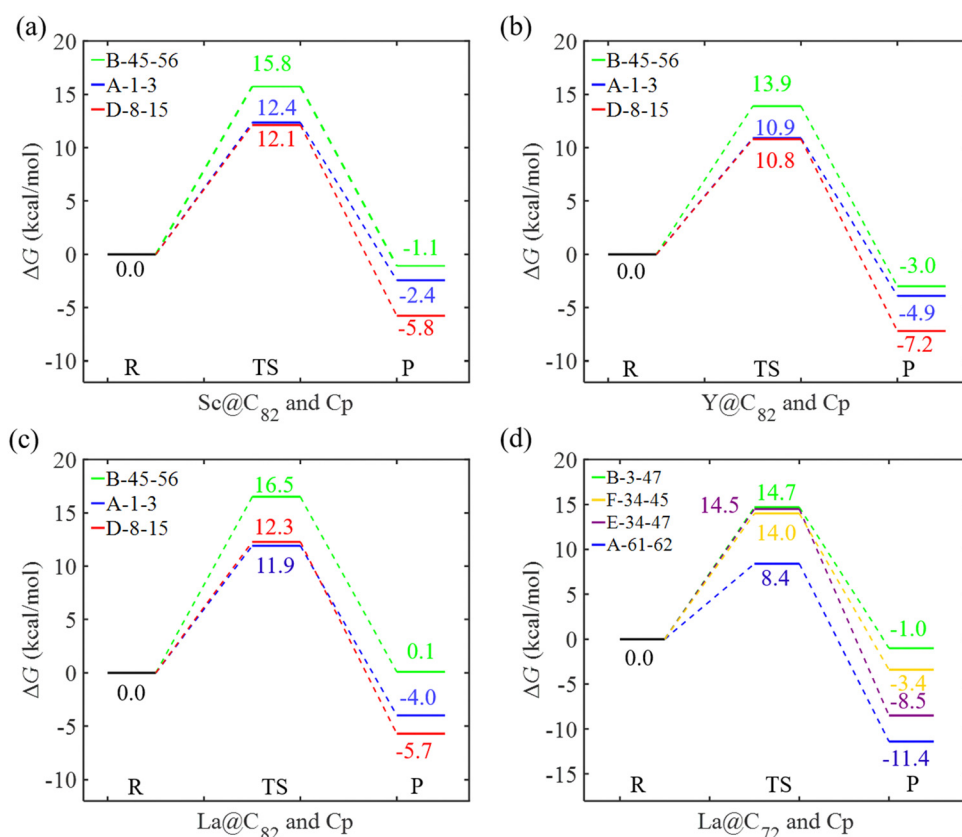 (a)
20
15
10
5
0
-5
-10
ΔG (kcal/mol)
B-45-56
A-1-3
D-8-15
15.8
12.4
12.1
0.0
-1.1
-2.4
-5.8
R TS P
Sc@C82 and Cp
(b)
20
15
10
5
0
-5
-10
ΔG (kcal/mol)
B-45-56
A-1-3
D-8-15
13.9
10.9
10.8
0.0
-3.0
-4.9
-7.2
R TS P
Y@C82 and Cp
(c)
20
15
10
5
0
-5
-10
ΔG (kcal/mol)
B-45-56
A-1-3
D-8-15
16.5
12.3
11.9
0.0
0.1
-4.0
-5.7
R TS P
La@C82 and Cp
(d)
20
15
10
5
0
-5
-10
-15
ΔG (kcal/mol)
B-3-47
F-34-45
E-34-47
A-61-62
14.7
14.5
14.0
8.4
0.0
-1.0
-3.4
-8.5
-11.4
R TS P
La@C72 and Cp